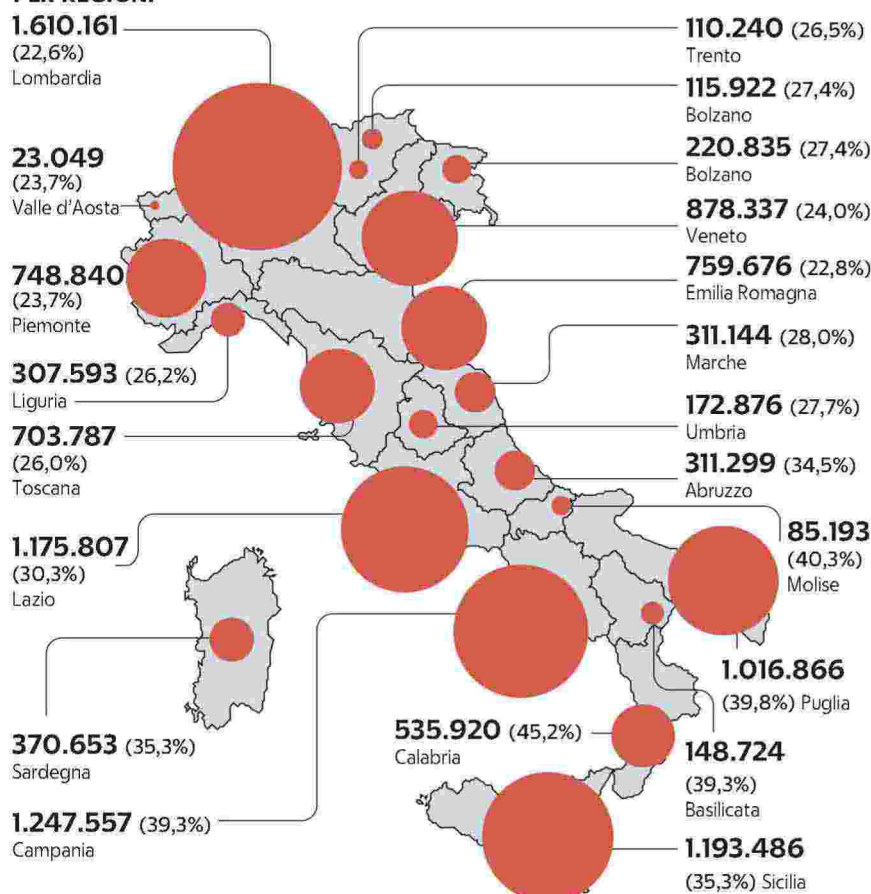 PER REGIONI
1.610.161
(22,6%)
Lombardia
23.049
(23,7%)
Valle d'Aosta
748.840
(23,7%)
Piemonte
307.593 (26,2%)
Liguria
703.787
(26,0%)
Toscana
1.175.807
(30,3%)
Lazio
370.653 (35,3%)
Sardegna
1.247.557 (39,3%)
Campania
110.240 (26,5%)
Trento
115.922 (27,4%)
Bolzano
220.835 (27,4%)
Bolzano
878.337 (24,0%)
Veneto
759.676 (22,8%)
Emilia Romagna
311.144 (28,0%)
Marche
172.876 (27,7%)
Umbria
311.299 (34,5%)
Abruzzo
85.193
(40,3%)
Molise
1.016.866
(39,8%) Puglia
535.920 (45,2%)
Calabria
148.724
(39,3%)
Basilicata
1.193.486
(35,3%) Sicilia